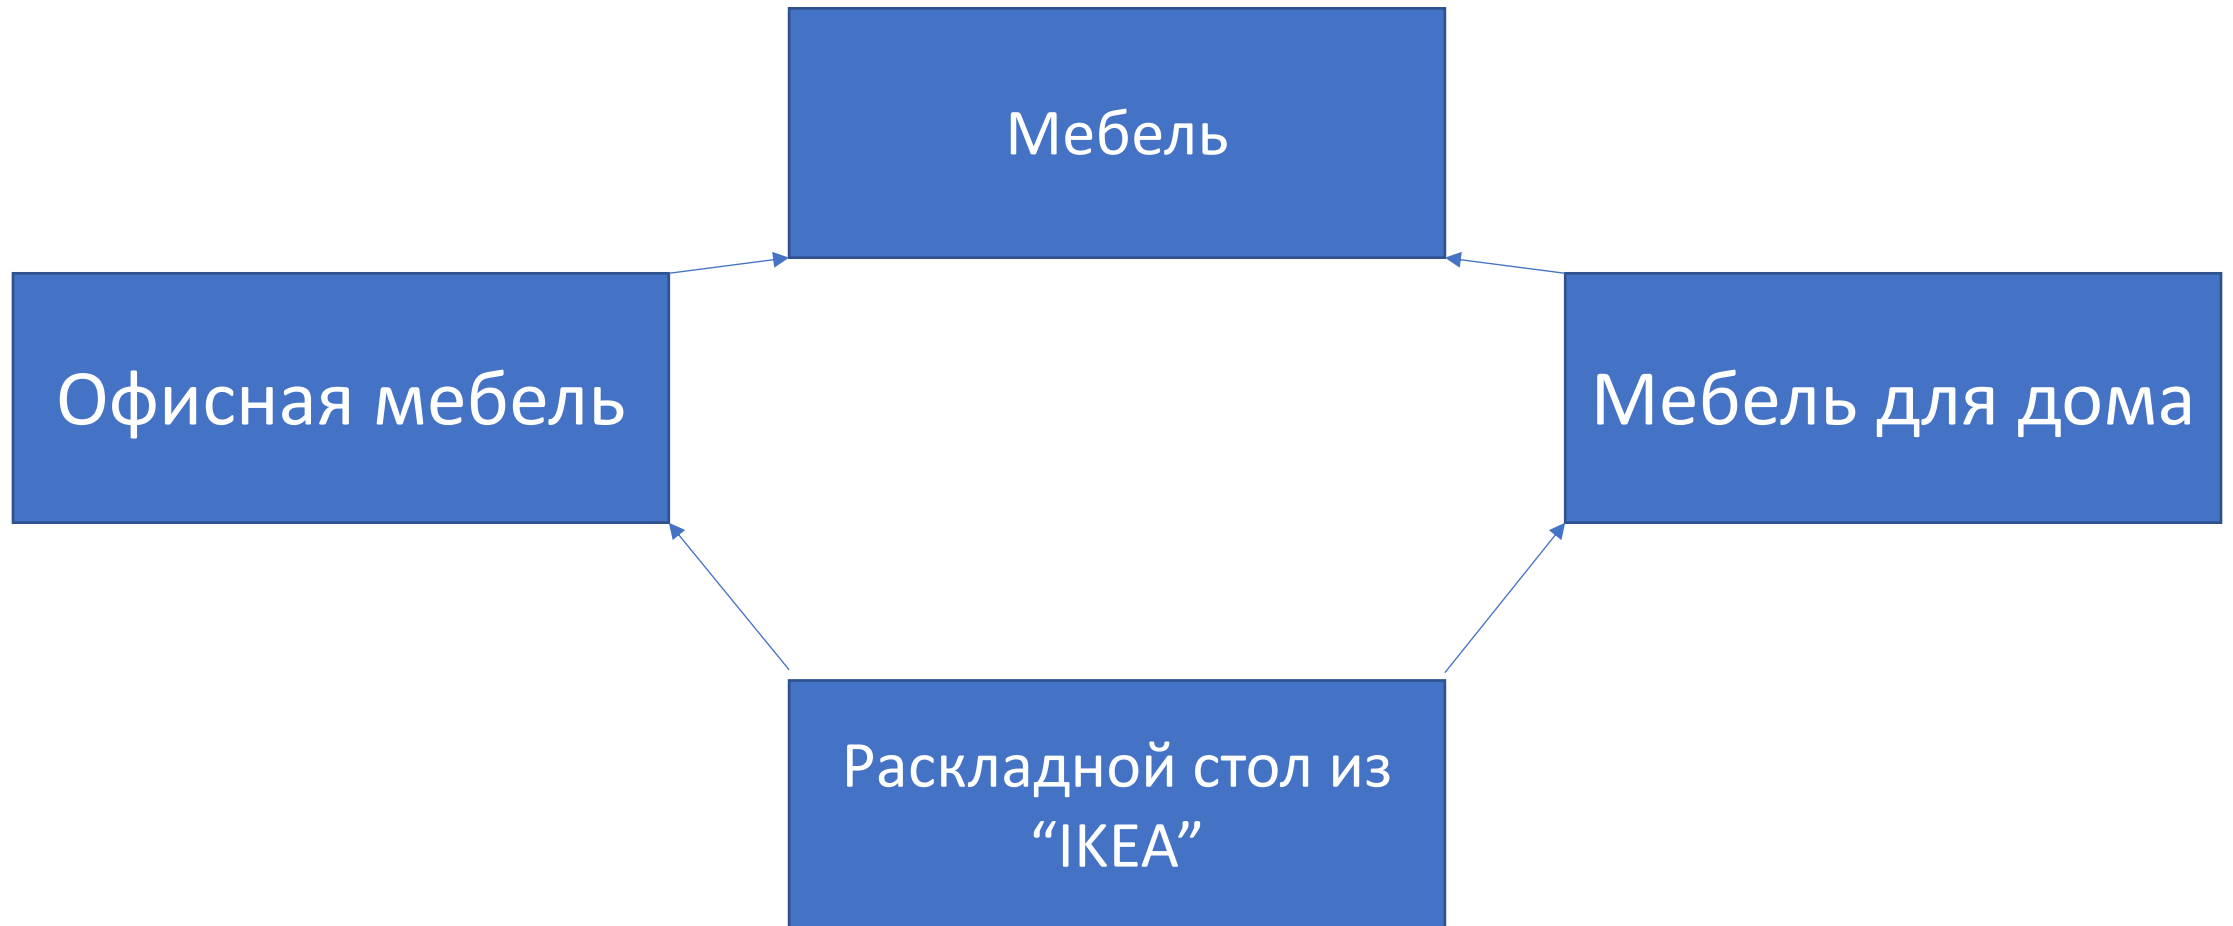 Мебель
Офисная мебель
Мебель для дома
Раскладной стол из
“IKEA”